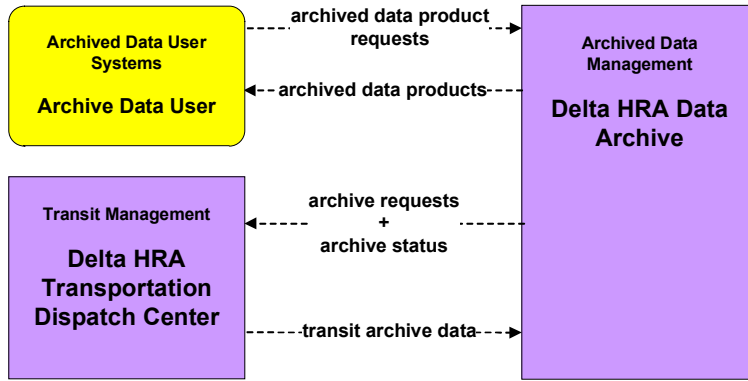 Archived Data User
Systems
Archive Data User
archived data product
requests
archived data products
Archived Data
Management
Delta HRA Data
Archive
Transit Management
Delta HRA
Transportation
Dispatch Center
archive requests
+
archive status
transit archive data